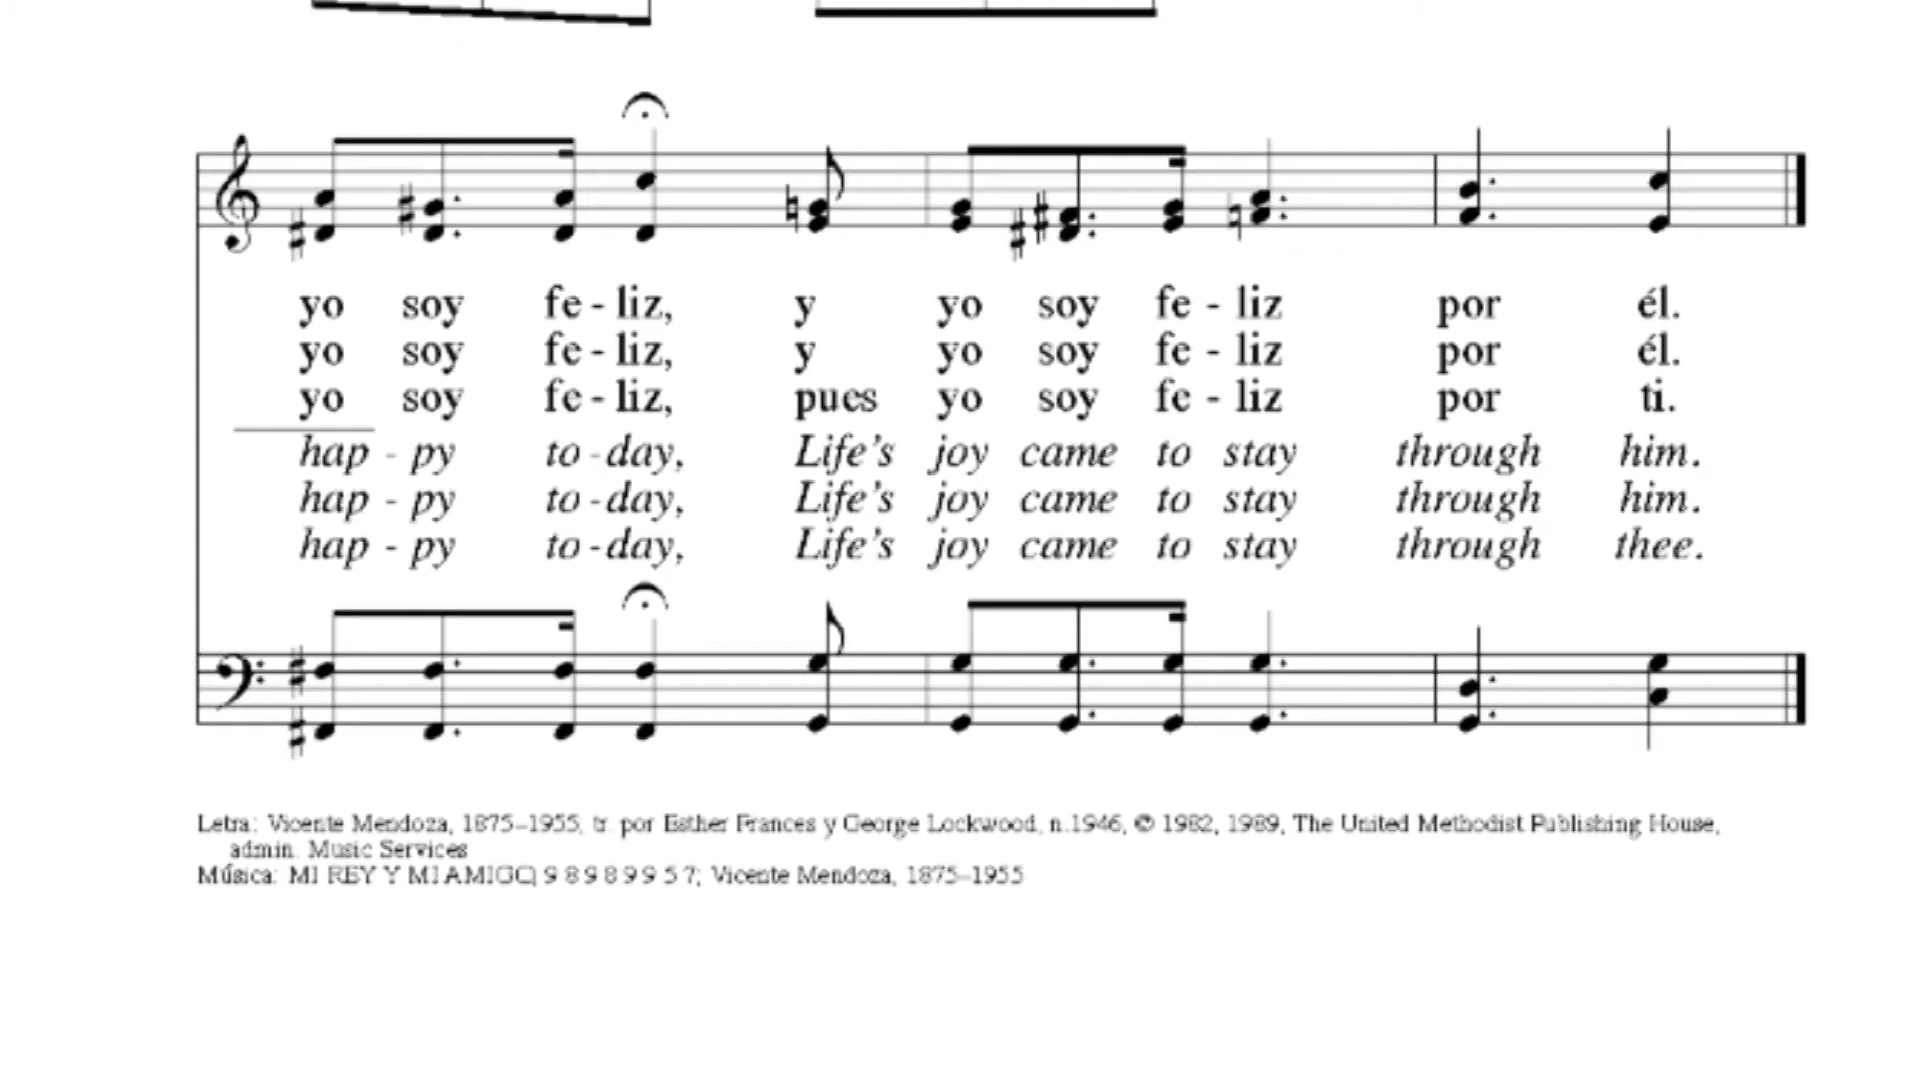 yo soy fe - liz, y yo soy fe - liz por él.
yo soy fe - liz, y yo soy fe - liz por él.
yo soy fe - liz, pues yo soy fe - liz por ti.
hap - py to - day, Life's joy came to stay through him.
hap - py to - day, Life's joy came to stay through him.
hap - py to - day, Life's joy came to stay through thee.
Letra: Vicente Mendoza, 1875–1955, tr. por Esther Frances y George Lockwood, n.1946, © 1982, 1989, The United Methodist Publishing House,
admin. Music Services
Música: MI REY Y MI AMIGO, 9 8 9 8 9 9 5 7; Vicente Mendoza, 1875–1955